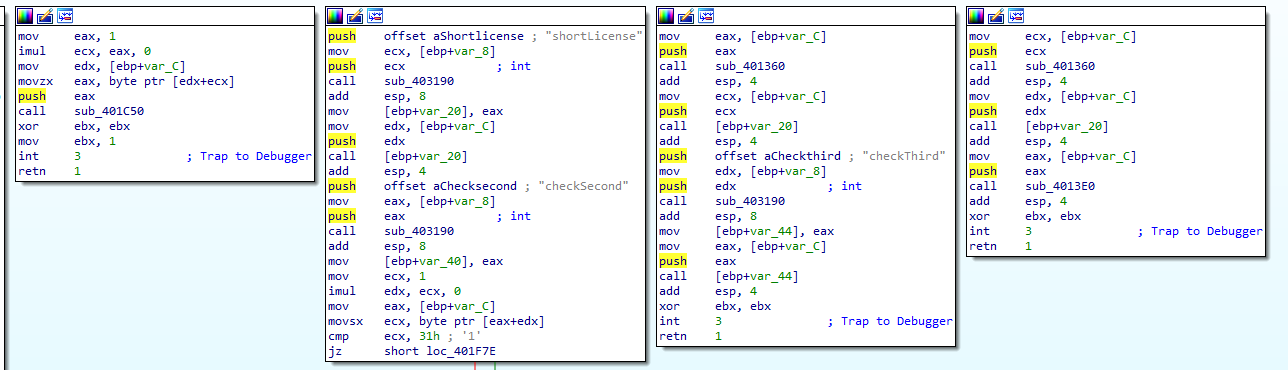 mov eax, 1
imul ecx, eax, 0
mov edx, [ebp+var_C]
movzx eax, byte ptr [edx+ecx]
push eax
call sub_401C50
xor ebx, ebx
mov ebx, 1
int 3 ; Trap to Debugger
retn 1
push offset aShortlicense ; "shortLicense"
mov ecx, [ebp+var_8]
push ecx ; int
call sub_403190
add esp, 8
mov [ebp+var_20], eax
mov edx, [ebp+var_C]
push edx
call [ebp+var_20]
add esp, 4
push offset aChecksecond ; "checkSecond"
mov eax, [ebp+var_8]
push eax ; int
call sub_403190
add esp, 8
mov [ebp+var_40], eax
mov ecx, 1
imul edx, ecx, 0
mov eax, [ebp+var_C]
movsx ecx, byte ptr [eax+edx]
cmp ecx, 31h ; '1'
jz short loc_401F7E
mov eax, [ebp+var_C]
push eax
call sub_401360
add esp, 4
mov ecx, [ebp+var_C]
push ecx
call [ebp+var_20]
add esp, 4
push offset aCheckthird ; "checkThird"
mov edx, [ebp+var_8]
push edx ; int
call sub_403190
add esp, 8
mov [ebp+var_44], eax
mov eax, [ebp+var_C]
push eax
call [ebp+var_44]
add esp, 4
xor ebx, ebx
int 3 ; Trap to Debugger
retn 1
mov ecx, [ebp+var_C]
push ecx
call sub_401360
add esp, 4
mov edx, [ebp+var_C]
push edx
call [ebp+var_20]
add esp, 4
mov eax, [ebp+var_C]
push eax
call sub_4013E0
add esp, 4
xor ebx, ebx
int 3 ; Trap to Debugger
retn 1